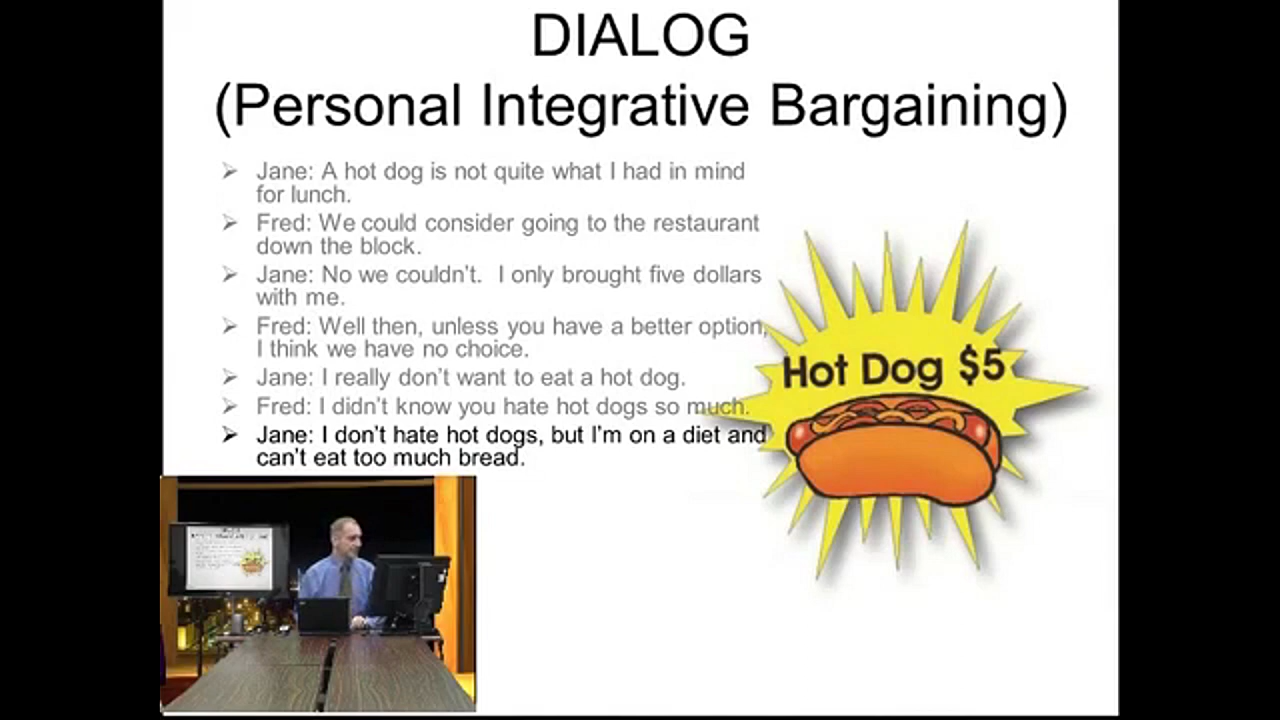 DIALOG
(Personal Integrative Bargaining)
Jane: A hot dog is not quite what I had in mind
for lunch.
Fred: We could consider going to the restaurant
down the block.
Jane: No we couldn't.  I only brought five dollars
with me.
Fred: Well then, unless you have a better option,
I think we have no choice.
Jane: I really don't want to eat a hot dog.
Fred: I didn't know you hate hot dogs so much.
Jane: I don't hate hot dogs, but I'm on a diet and
can't eat too much bread.
Hot Dog $5